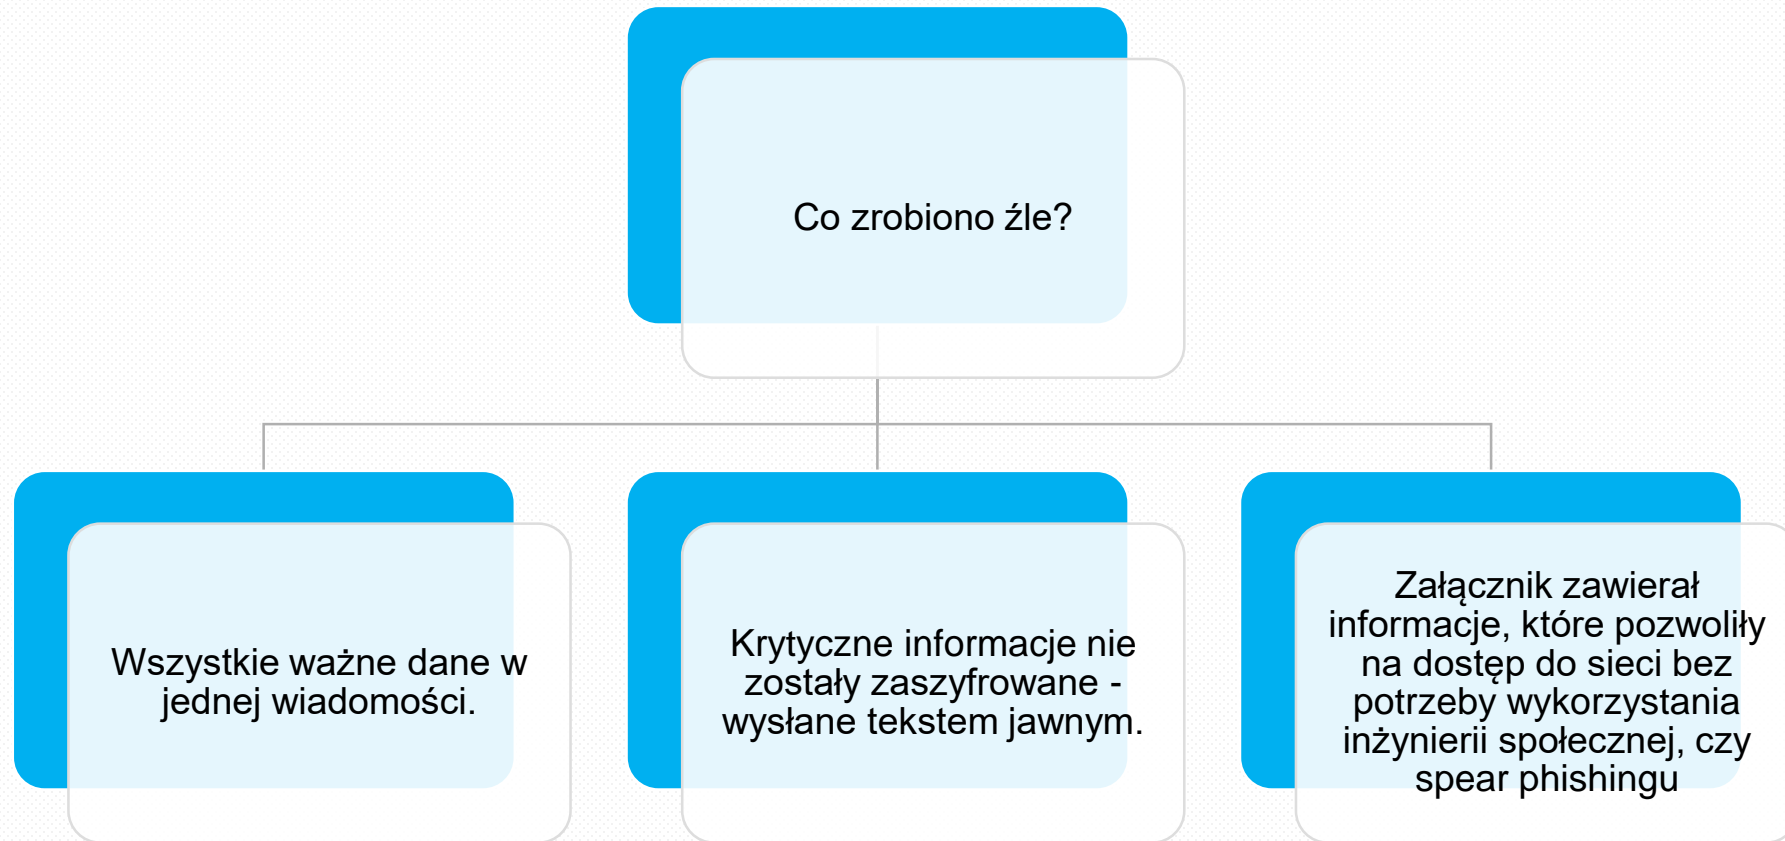 Co zrobiono źle?
Wszystkie ważne dane w
jednej wiadomości.
Krytyczne informacje nie
zostały zaszyfrowane -
wysłane tekstem jawnym.
Załącznik zawierał
informacje, które pozwoliły
na dostęp do sieci bez
potrzeby wykorzystania
inżynierii społecznej, czy
spear phishingu